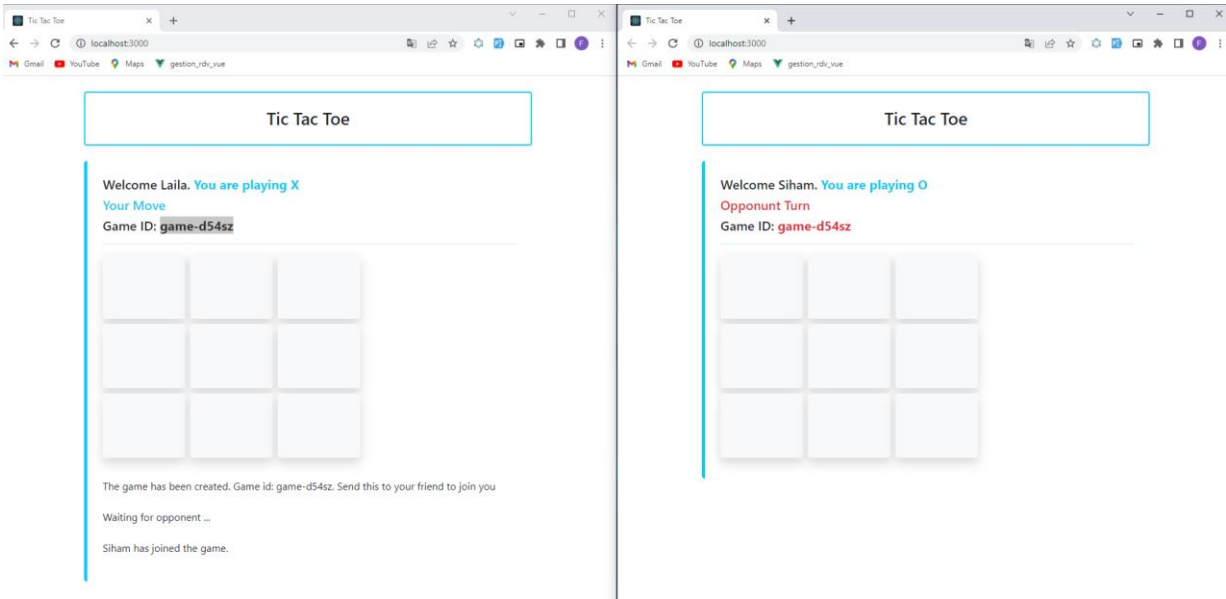 Tic Tac Toe
localhost:3000
Gmail YouTube Maps gestion_rdv_vue
F
Tic Tac Toe
Welcome Laila. You are playing X
Your Move
Game ID: game-d54sz
The game has been created. Game id: game-d54sz. Send this to your friend to join you
Waiting for opponent ...
Siham has joined the game.
Tic Tac Toe
localhost:3000
Gmail YouTube Maps gestion_rdv_vue
F
Tic Tac Toe
Welcome Siham. You are playing O
Opponunt Turn
Game ID: game-d54sz